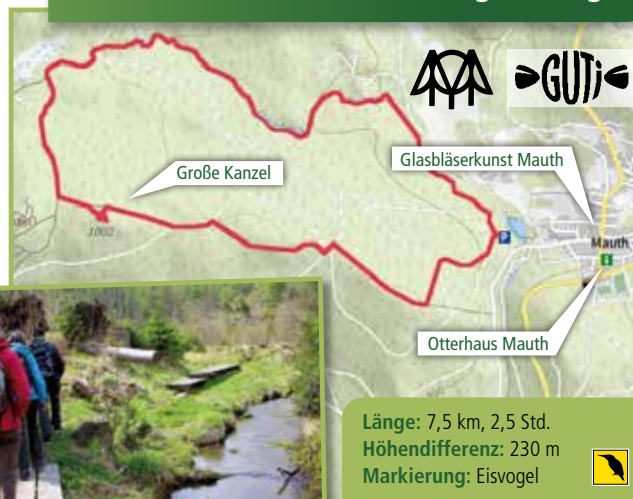 GUTi
Glasbläserkunst Mauth
Große Kanzel
P
Mauth
i
Otterhaus Mauth
Länge: 7,5 km, 2,5 Std.
Höhendifferenz: 230 m
Markierung: Eisvogel